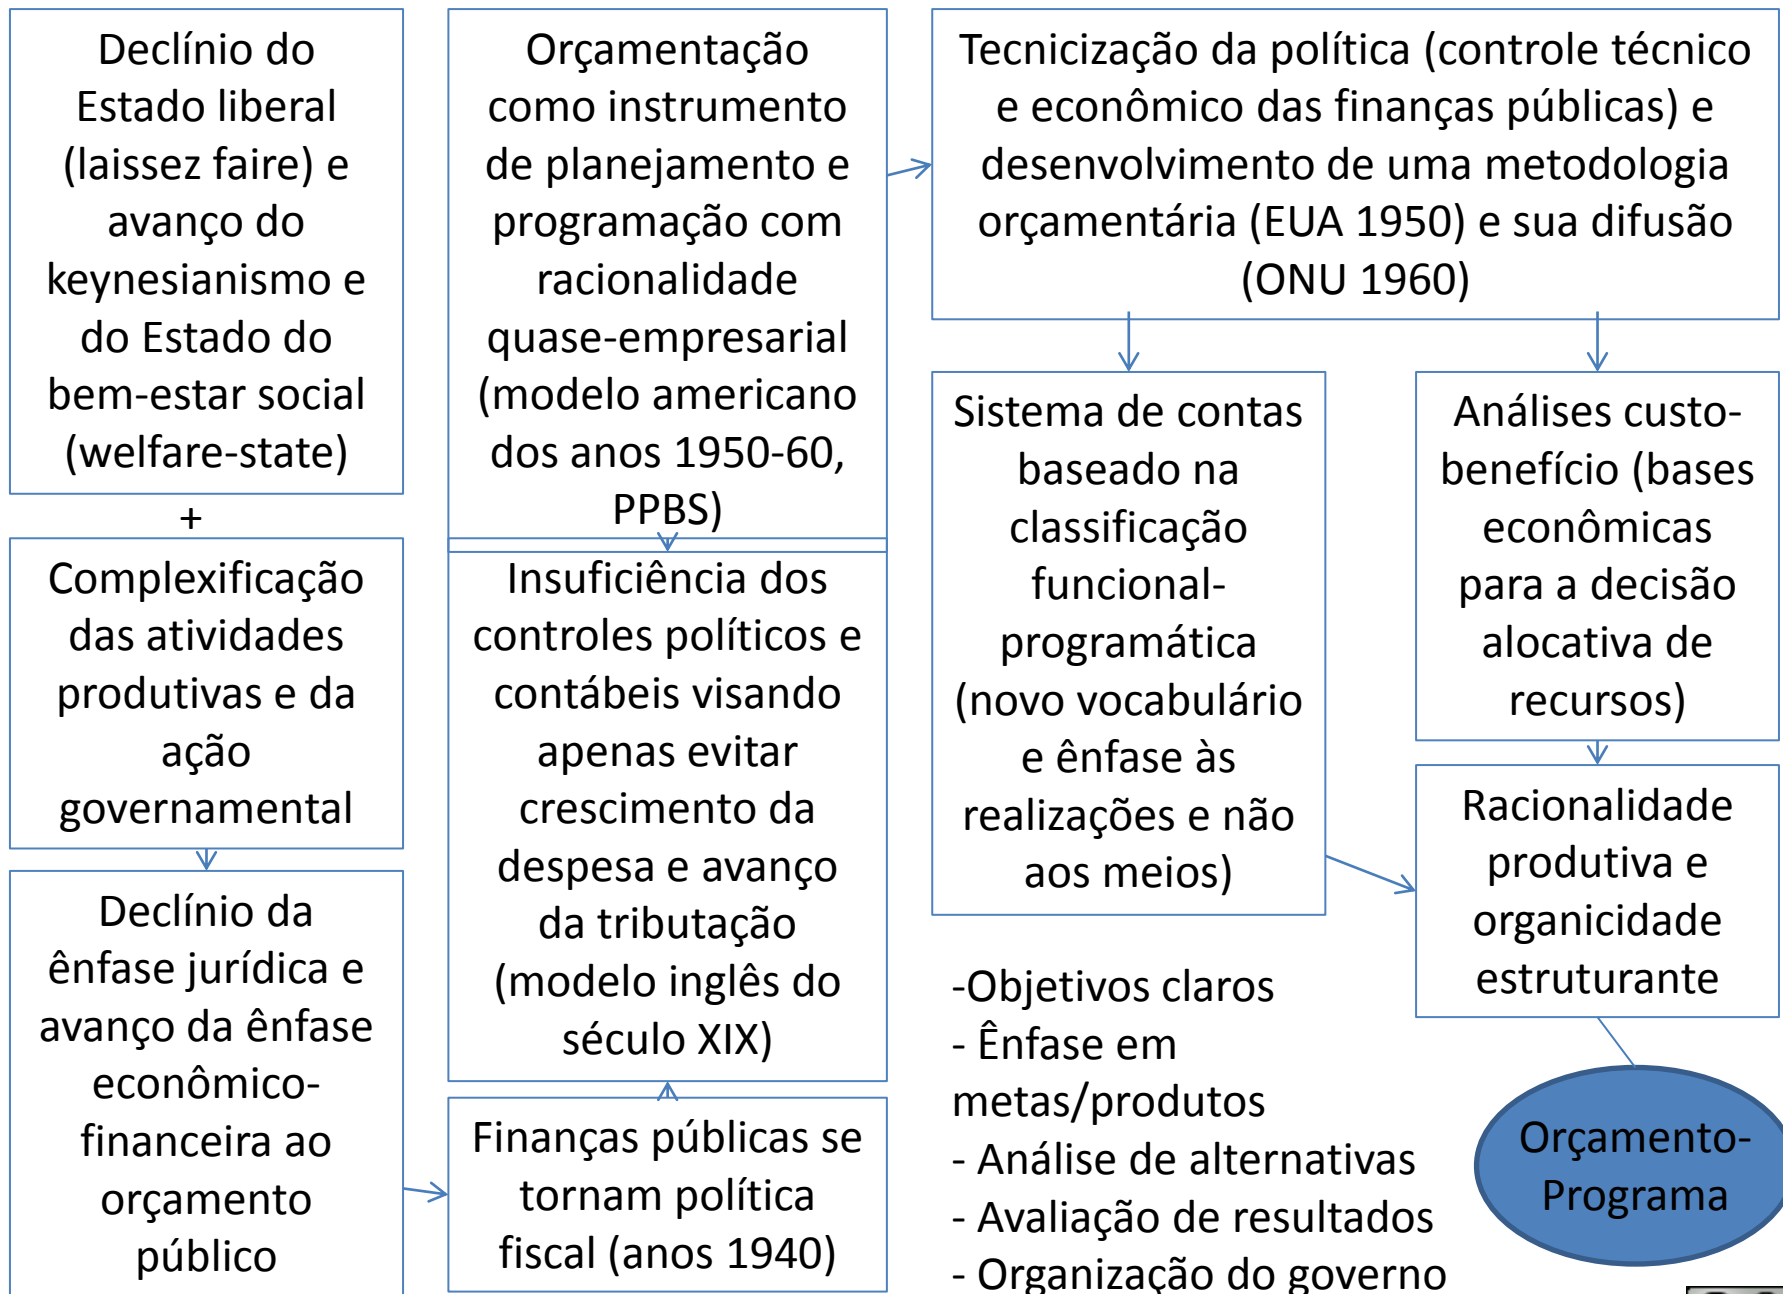 Declínio do
Estado liberal
(laissez faire) e
avanço do
keynesianismo e
do Estado do
bem-estar social
(welfare-state)
+
Complexificação
das atividades
produtivas e da
ação
governamental
Declínio da
ênfase jurídica e
avanço da ênfase
econômico-
financeira ao
orçamento
público
Orçamentação
como instrumento
de planejamento e
programação com
racionalidade
quase-empresarial
(modelo americano
dos anos 1950-60,
PPBS)
Insuficiência dos
controles políticos e
contábeis visando
apenas evitar
crescimento da
despesa e avanço
da tributação
(modelo inglês do
século XIX)
Finanças públicas se
tornam política
fiscal (anos 1940)
Tecnicização da política (controle técnico
e econômico das finanças públicas) e
desenvolvimento de uma metodologia
orçamentária (EUA 1950) e sua difusão
(ONU 1960)
Sistema de contas
baseado na
classificação
funcional-
programática
(novo vocabulário
e ênfase às
realizações e não
aos meios)
Análises custo-
benefício (bases
econômicas
para a decisão
alocativa de
recursos)
Racionalidade
produtiva e
organicidade
estruturante
-Objetivos claros
- Ênfase em
metas/produtos
- Análise de alternativas
- Avaliação de resultados
- Organização do governo
Orçamento-
Programa